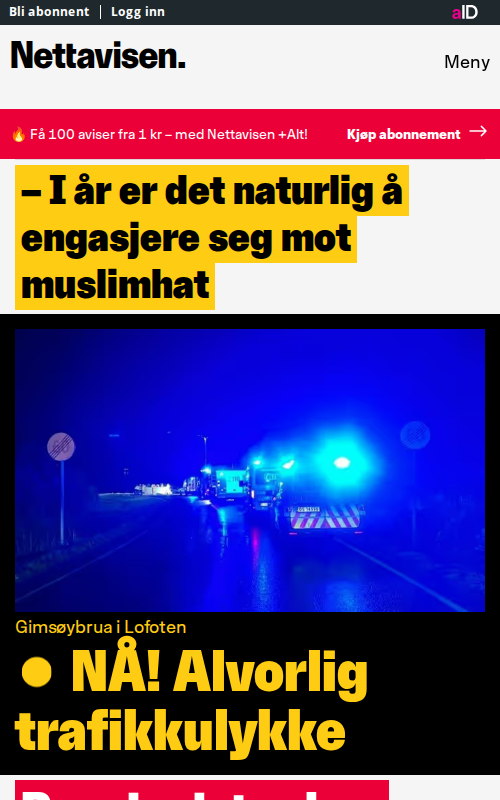 Bli abonnent Logg inn aID
Nettavisen.
Meny
🔥 Få 100 aviser fra 1 kr – med Nettavisen +Alt! Kjøp abonnement →
– I år er det naturlig å
engasjere seg mot
muslimhat
Gimsøybrua i Lofoten
NÅ! Alvorlig
trafikkulykke